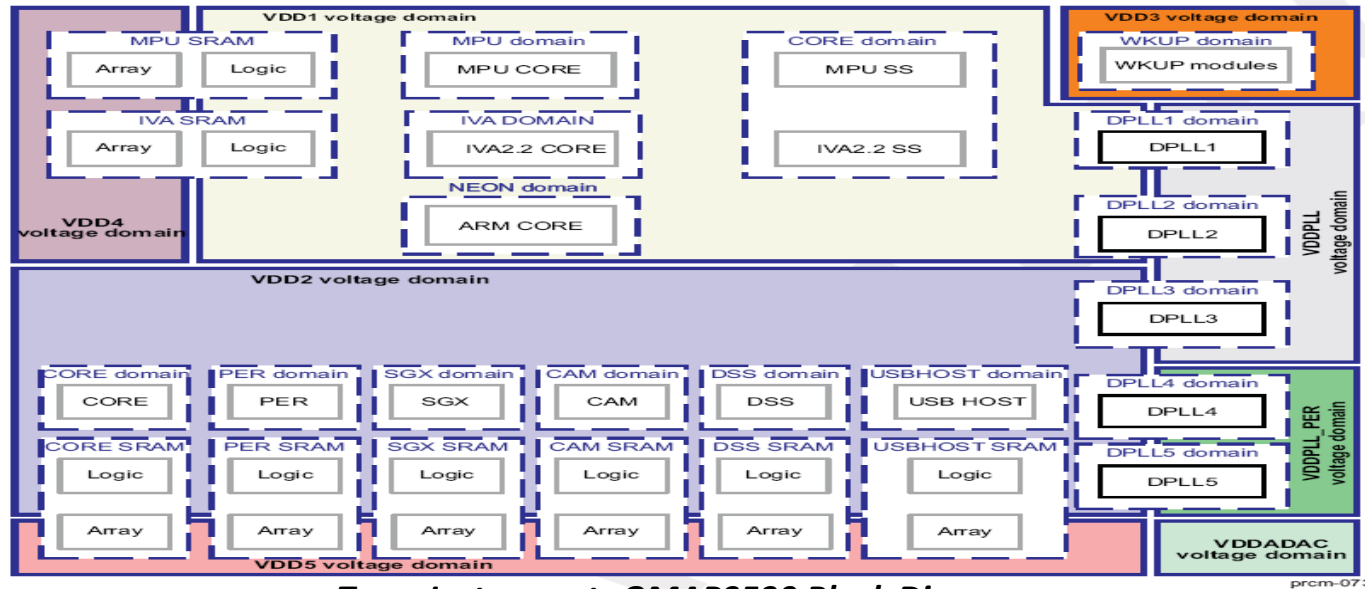 VDD1 voltage domain
VDD3 voltage domain
MPU SRAM
MPU domain
CORE domain
WKUP domain
Array
Logic
MPU CORE
MPU SS
WKUP modules
IVA SRAM
IVA DOMAIN
DPLL1 domain
Array
Logic
IVA2.2 CORE
IVA2.2 SS
DPLL1
NEON domain
ARM CORE
DPLL2 domain
DPLL2
VDD4
voltage domain
VDDPLL
voltage domain
VDD2 voltage domain
DPLL3 domain
DPLL3
CORE domain
PER domain
SGX domain
CAM domain
DSS domain
USBHOST domain
DPLL4 domain
CORE
PER
SGX
CAM
DSS
USB HOST
DPLL4
VDDPLL_PER
voltage domain
CORE SRAM
PER SRAM
SGX SRAM
CAM SRAM
DSS SRAM
USBHOST SRAM
DPLL5 domain
Logic
Logic
Logic
Logic
Logic
Logic
DPLL5
Array
Array
Array
Array
Array
Array
VDD5 voltage domain
VDDADAC
voltage domain